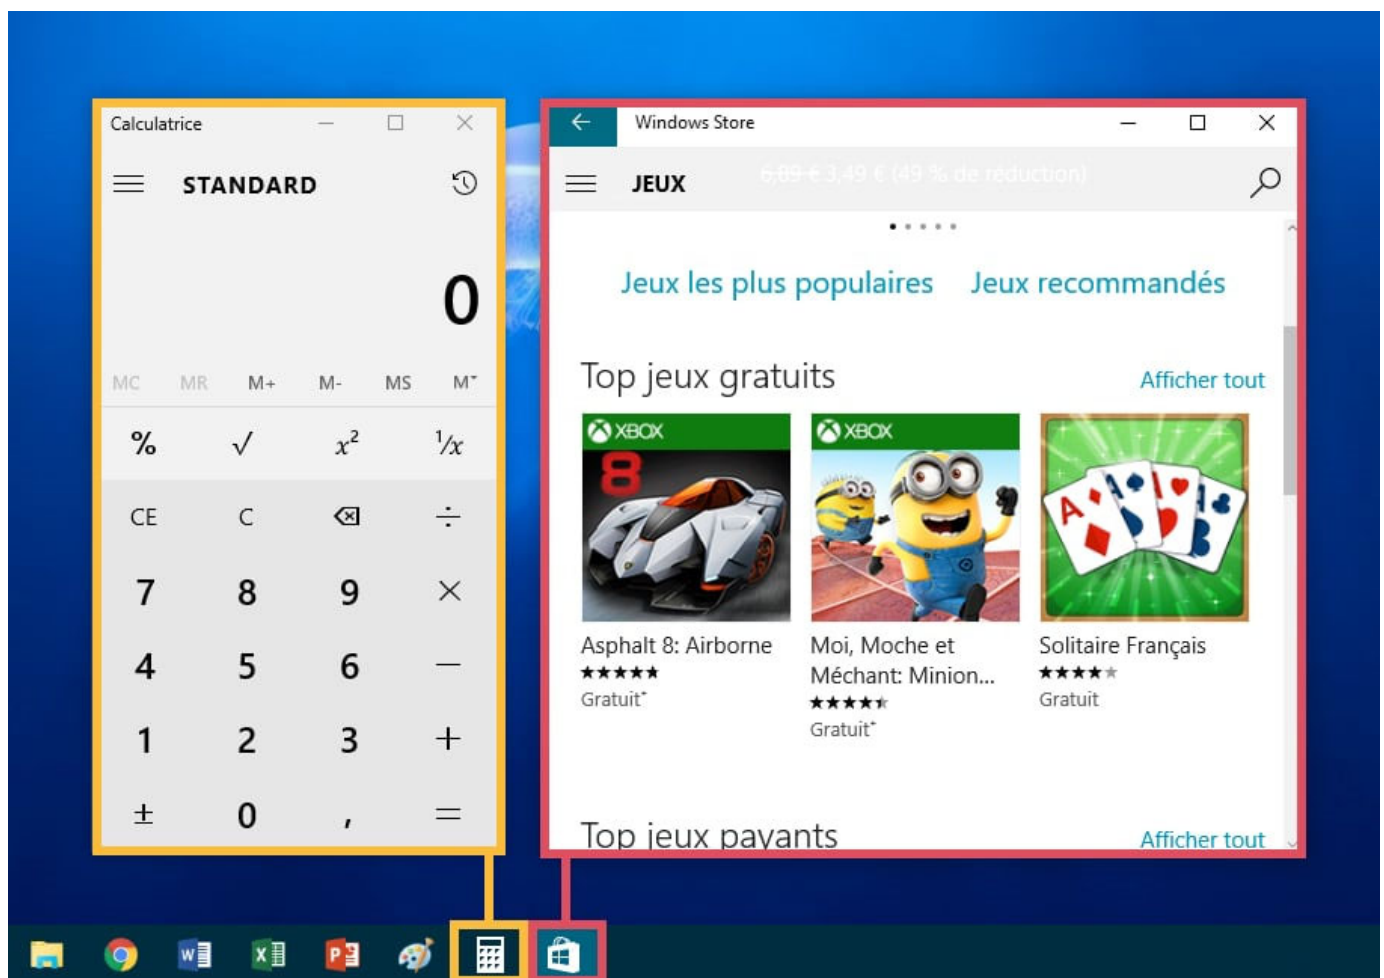 Calculatrice
STANDARD
0
MC MR M+ M- MS M˅
% √ x² ¹/x
CE C ÷
7 8 9 ×
4 5 6 −
1 2 3 +
± 0 , =
Windows Store
JEUX
6,89 € 3,49 € (49 % de réduction)
Jeux les plus populaires Jeux recommandés
Top jeux gratuits Afficher tout
XBOX
8
Asphalt 8: Airborne
Gratuit*
XBOX
Moi, Moche et
Méchant: Minion...
Gratuit*
A A A A
Solitaire Français
Gratuit
Top jeux payants Afficher tout
W X P